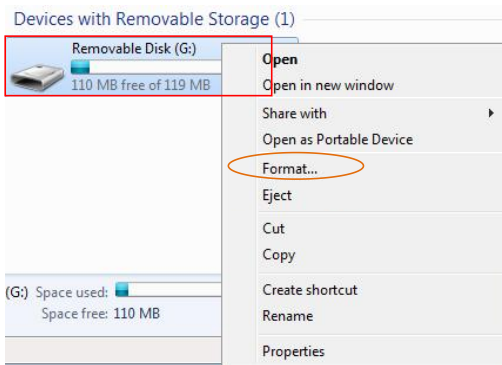 Devices with Removable Storage (1)
Removable Disk (G:)
110 MB free of 119 MB
Open
Open in new window
Share with
Open as Portable Device
Format...
Eject
Cut
Copy
Create shortcut
Rename
Properties
(G:) Space used:
Space free: 110 MB